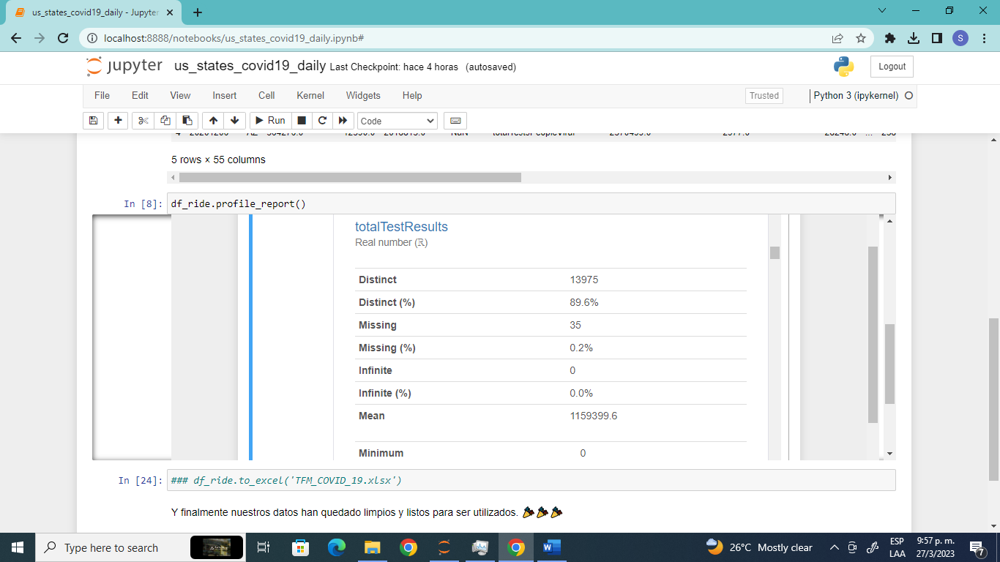 us_states_covid19_daily - Jupyter
localhost:8888/notebooks/us_states_covid19_daily.ipynb#
S
jupyter us_states_covid19_daily Last Checkpoint: hace 4 horas (autosaved)
Logout
File Edit View Insert Cell Kernel Widgets Help
Trusted
Python 3 (ipykernel)
Run
Code
5 rows × 55 columns
In [8]: df_ride.profile_report()
totalTestResults
Real number (ℝ)
Distinct 13975
Distinct (%) 89.6%
Missing 35
Missing (%) 0.2%
Infinite 0
Infinite (%) 0.0%
Mean 1159399.6
Minimum 0
In [24]: ### df_ride.to_excel('TFM_COVID_19.xlsx')
Y finalmente nuestros datos han quedado limpios y listos para ser utilizados. 🎉🎉🎉
Type here to search
26°C Mostly clear
ESP
LAA
9:57 p. m.
27/3/2023
7